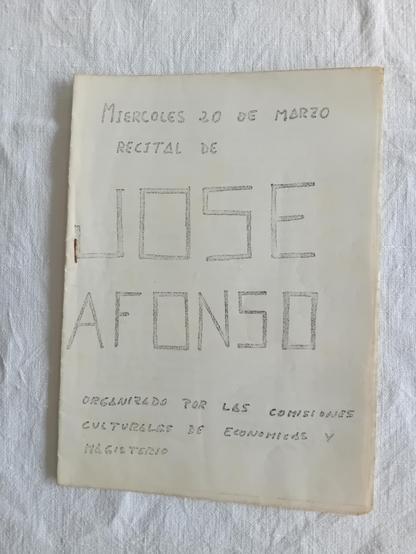 MIERCOLES 20 DE MARZO
RECITAL DE
JOSE
AFONSO
ORGANIZADO POR LAS COMISIONES
CULTURALES DE ECONOMICAS Y
MAGISTERIO